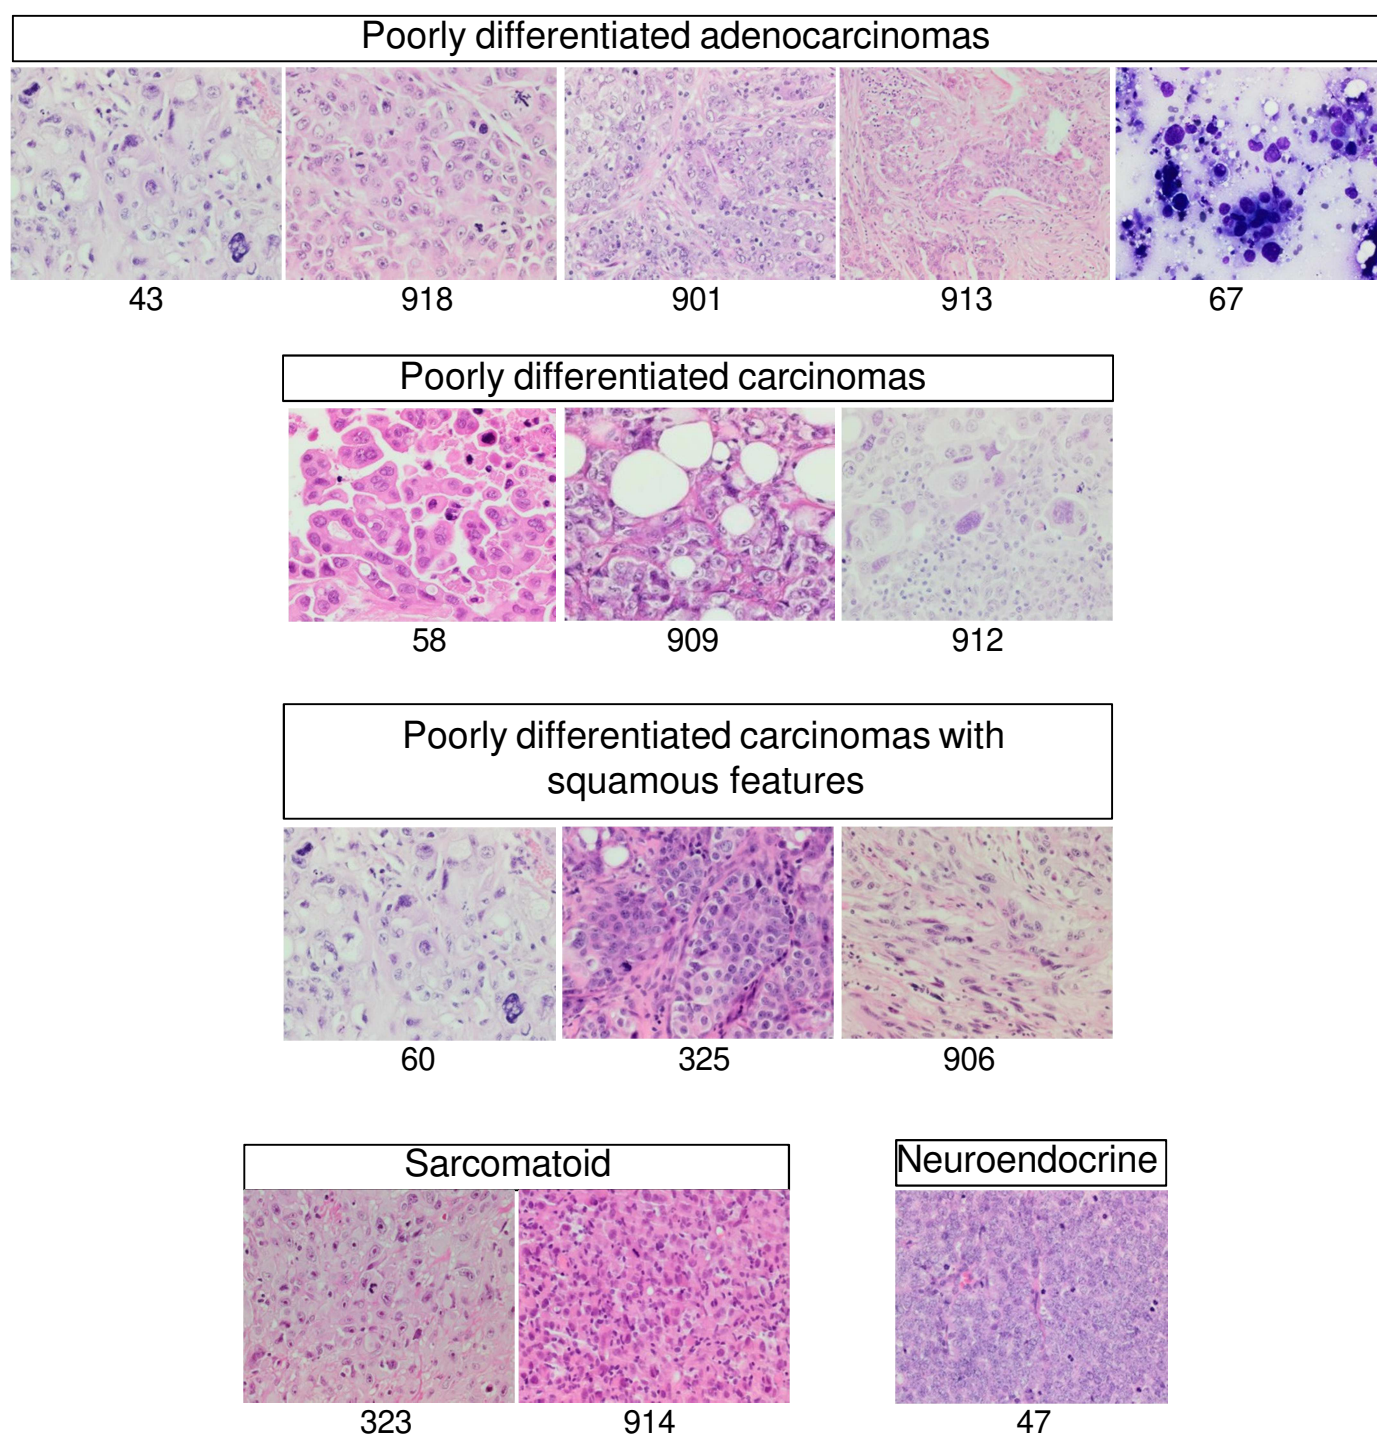 Poorly differentiated adenocarcinomas
43 918 901 913 67
Poorly differentiated carcinomas
58 909 912
Poorly differentiated carcinomas with
squamous features
60 325 906
Sarcomatoid
Neuroendocrine
323 914 47